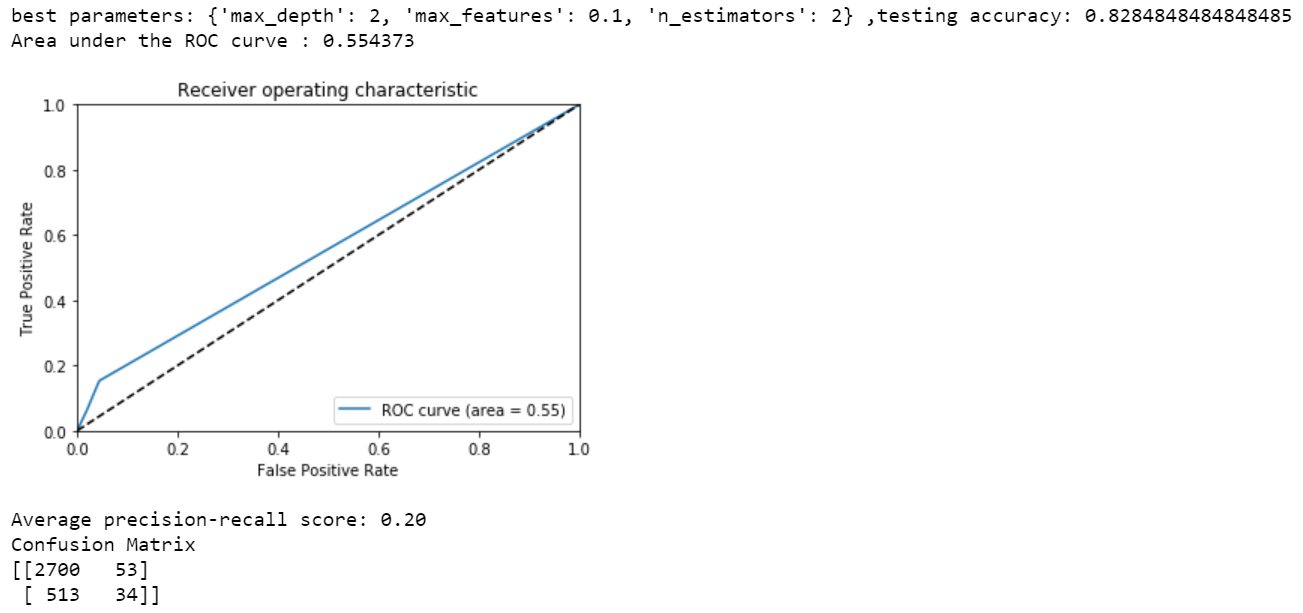 best parameters: {'max_depth': 2, 'max_features': 0.1, 'n_estimators': 2} ,testing accuracy: 0.8284848484848485
Area under the ROC curve : 0.554373
Receiver operating characteristic
1.0
0.8
0.6
0.4
0.2
0.0
True Positive Rate
ROC curve (area = 0.55)
0.0 0.2 0.4 0.6 0.8 1.0
False Positive Rate
Average precision-recall score: 0.20
Confusion Matrix
[[2700   53]
 [ 513   34]]